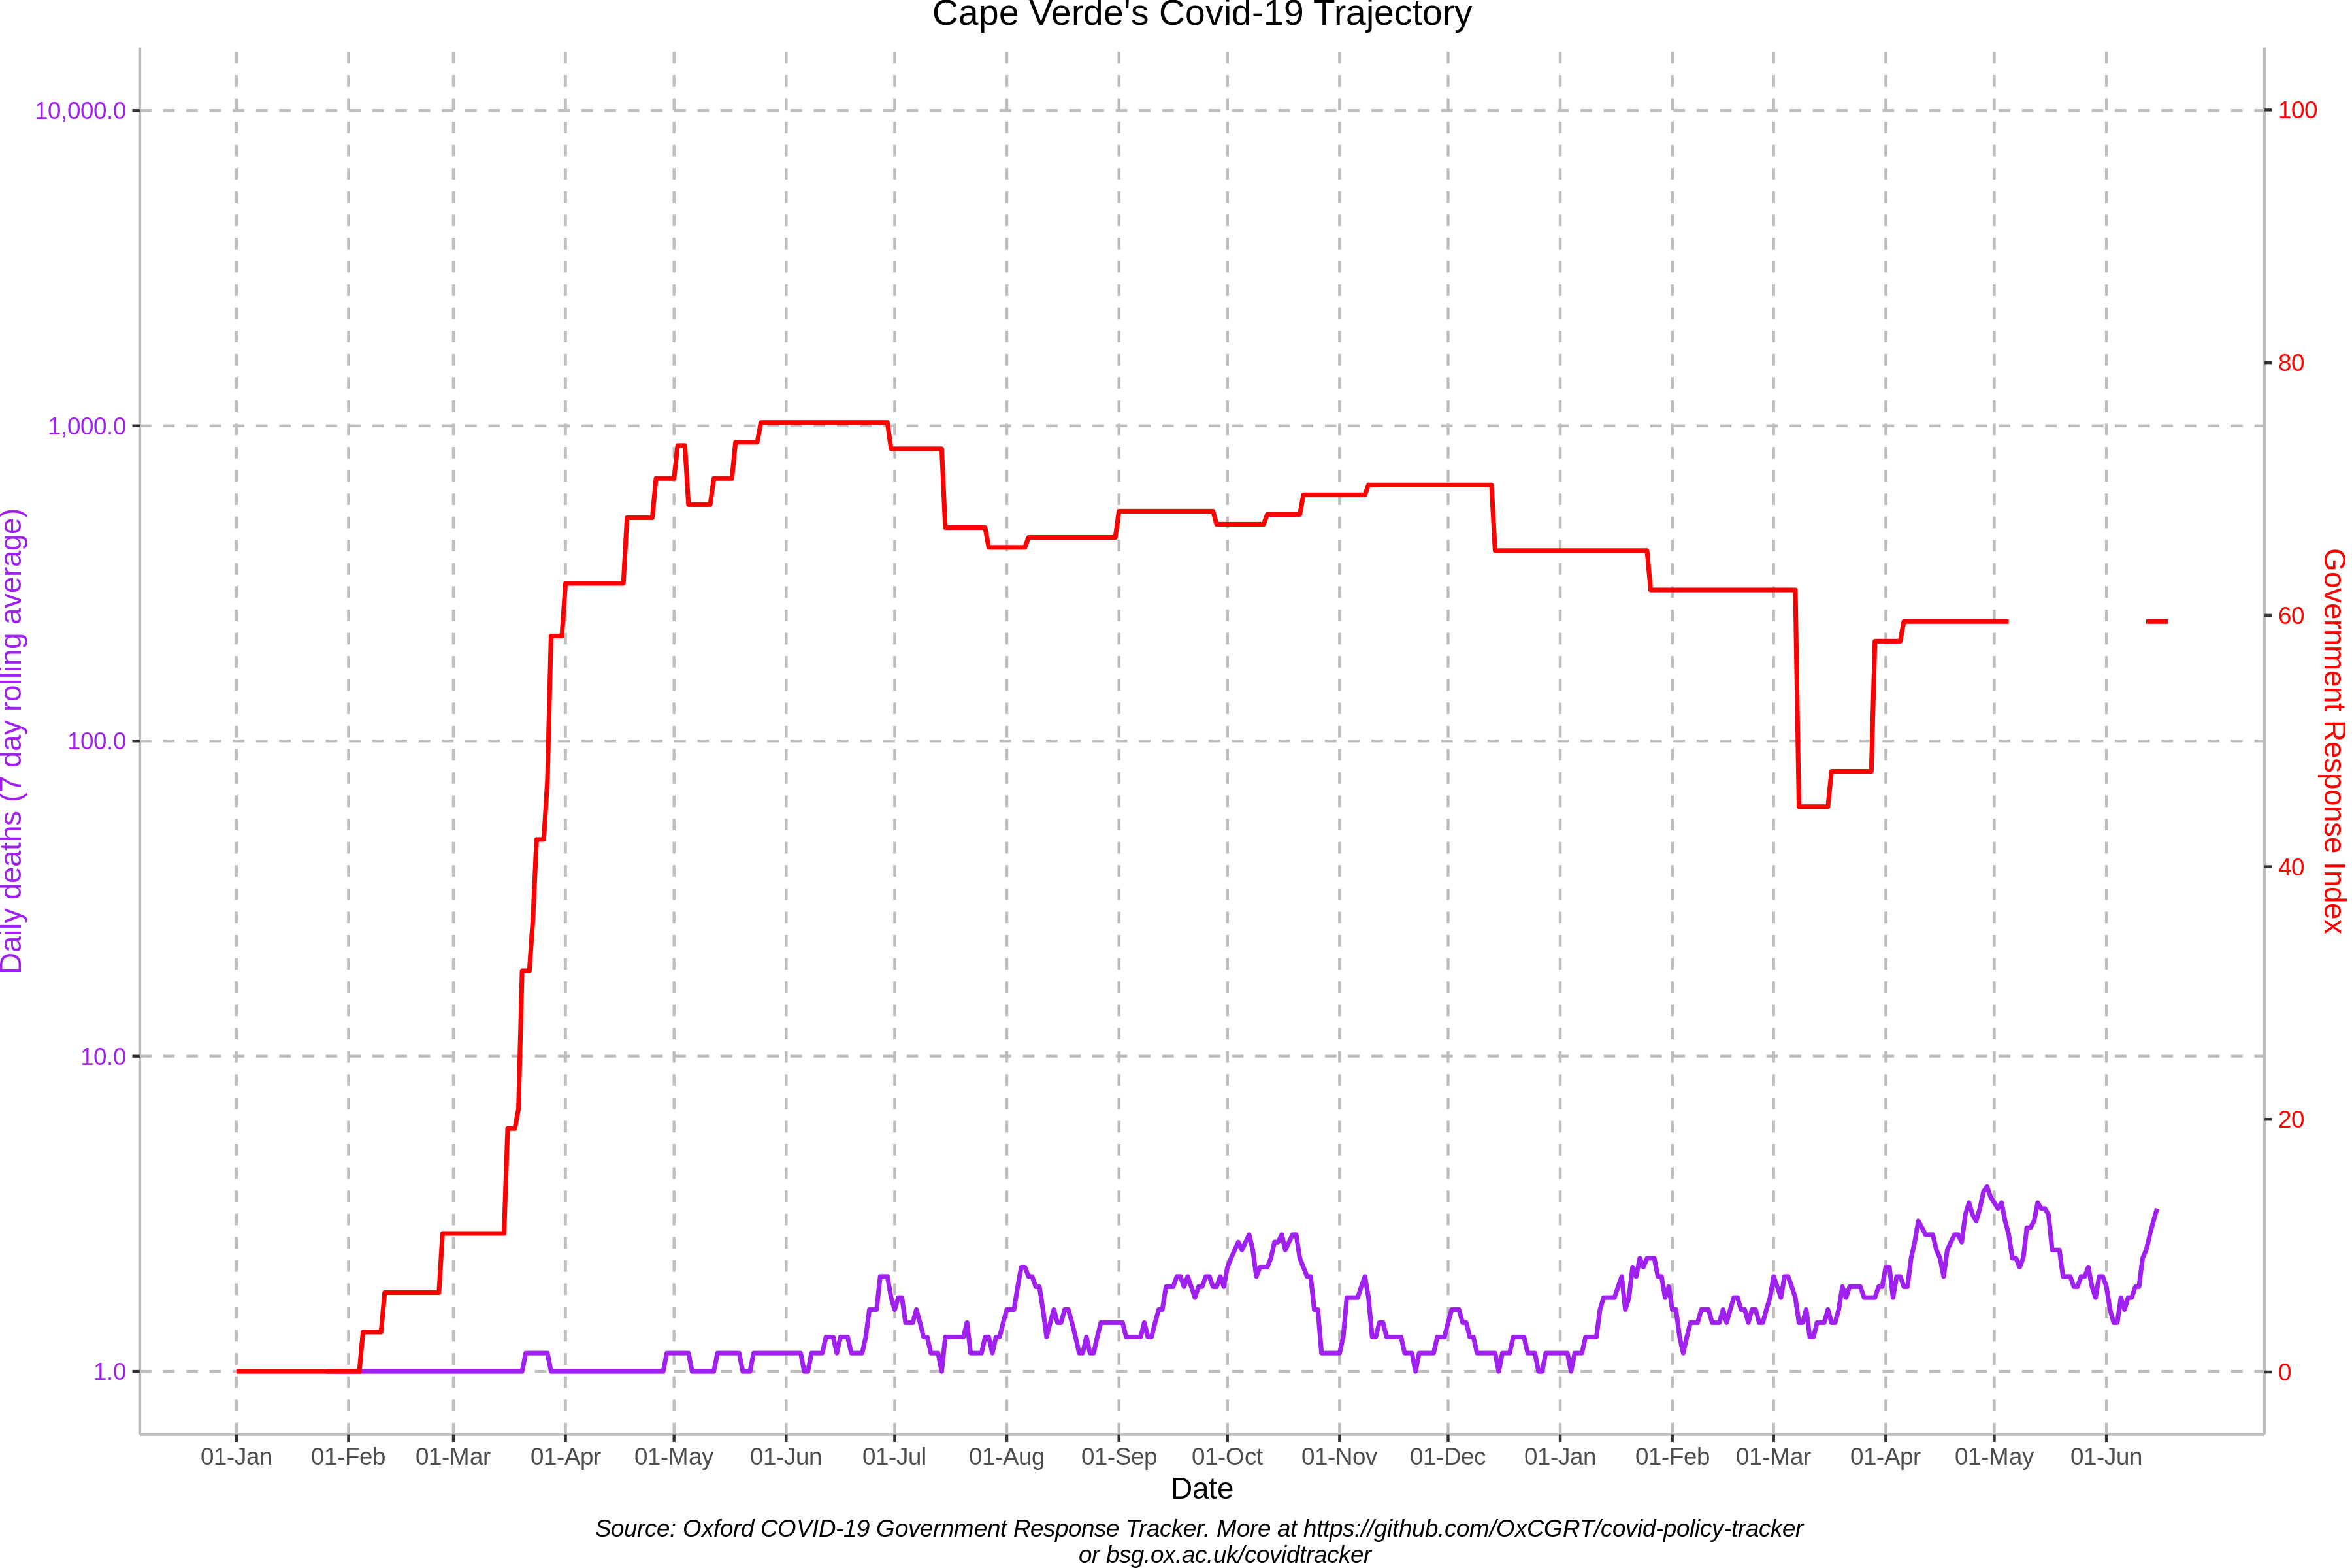 Cape Verde's Covid-19 Trajectory
Daily deaths (7 day rolling average)
10,000.0
1,000.0
100.0
10.0
1.0
Government Response Index
100
80
60
40
20
0
01-Jan 01-Feb 01-Mar 01-Apr 01-May 01-Jun 01-Jul 01-Aug 01-Sep 01-Oct 01-Nov 01-Dec 01-Jan 01-Feb 01-Mar 01-Apr 01-May 01-Jun
Date
Source: Oxford COVID-19 Government Response Tracker. More at https://github.com/OxCGRT/covid-policy-tracker
or bsg.ox.ac.uk/covidtracker